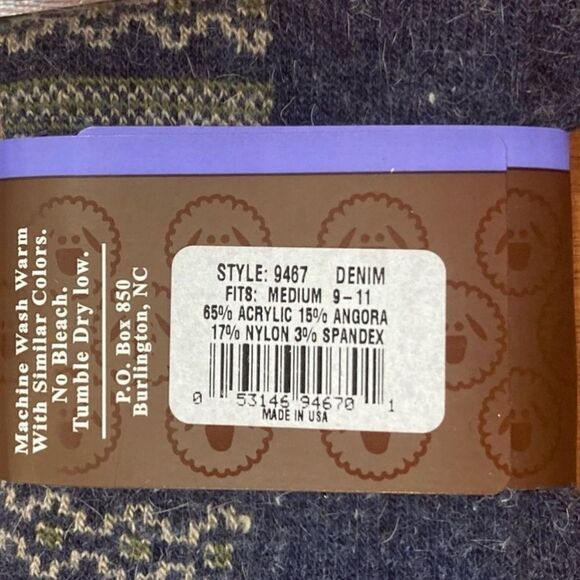 Machine Wash Warm
With Similar Colors.
No Bleach.
Tumble Dry low.
P.O. Box 850
Burlington, NC
STYLE: 9467 DENIM
FITS: MEDIUM 9-11
65% ACRYLIC 15% ANGORA
17% NYLON 3% SPANDEX
0 53146 94670 1
MADE IN USA